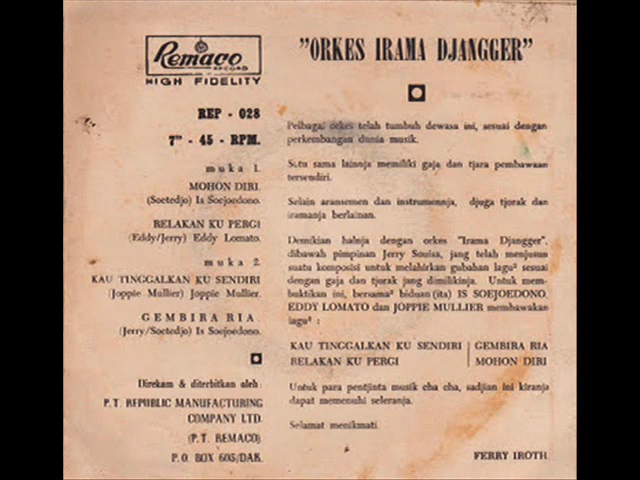 Remaco
RECORD
HIGH FIDELITY
REP - 028
7" - 45 - RPM.
muka 1.
MOHON DIRI.
(Soetedjo) Is Soejoedono.
RELAKAN KU PERGI
(Eddy/Jerry) Eddy Lomato.
muka 2.
KAU TINGGALKAN KU SENDIRI
(Joppie Mullier) Joppie Mullier.
GEMBIRA RIA.
(Jerry/Soetedjo) Is Soejoedono.
Direkam & diterbitkan oleh:
P.T. REPUBLIC MANUFACTURING
COMPANY LTD.
(P.T. REMACO).
P.O. BOX 605/DAK.
"ORKES IRAMA DJANGGER"
Pelbagai orkes telah tumbuh dewasa ini, sesuai dengan
perkembangan dunia musik.
Satu sama lainnja memiliki gaja dan tjara pembawaan
tersendiri.
Selain aransemen dan instrumennja, djuga tjorak dan
iramanja berlainan.
Demikian halnja dengan orkes "Irama Djangger",
dibawah pimpinan Jerry Souisa, jang telah menjusun
suatu komposisi untuk melahirkan gubahan lagu² sesuai
dengan gaja dan tjorak jang dimilikinja. Untuk mem-
buktikan ini, bersama² biduan(ita) IS SOEJOEDONO,
EDDY LOMATO dan JOPPIE MULLIER membawakan
lagu² :
KAU TINGGALKAN KU SENDIRI | GEMBIRA RIA
RELAKAN KU PERGI | MOHON DIRI
Untuk para pentjinta musik cha cha, sadjian ini kiranja
dapat memenuhi seleranja.
Selamat menikmati.
FERRY IROTH